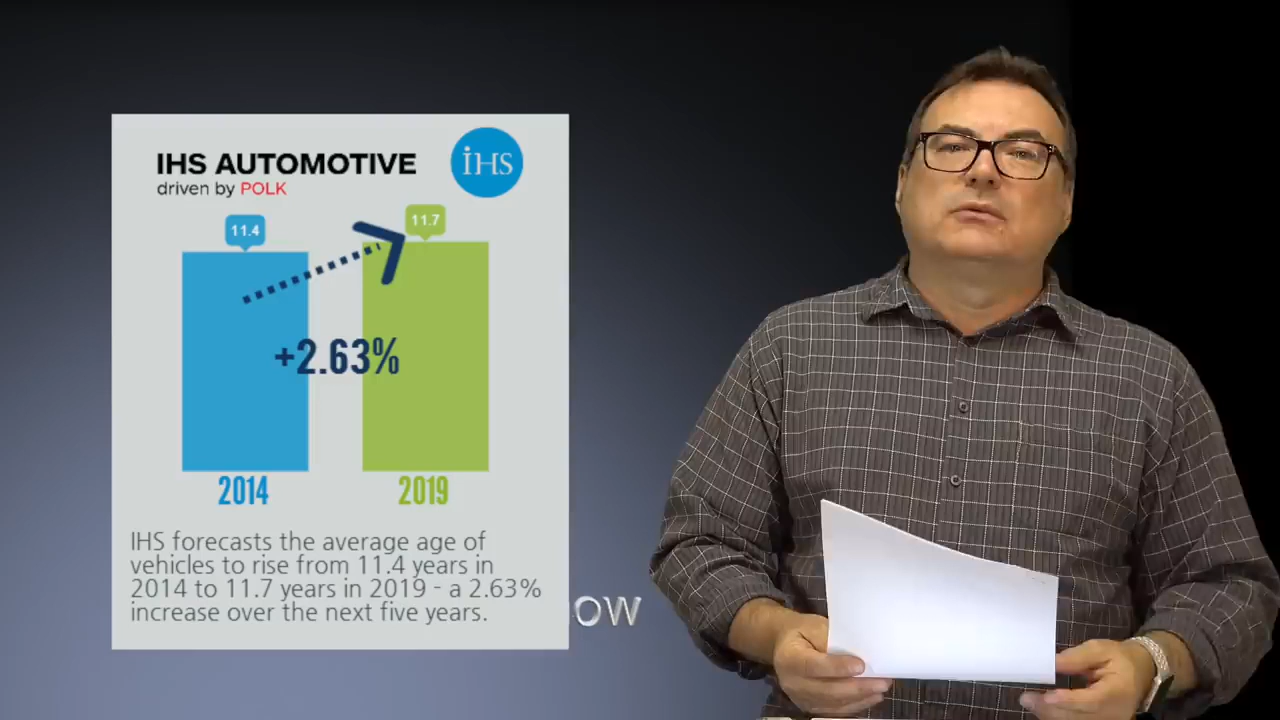 IHS AUTOMOTIVE
driven by POLK
iHS
11.4
11.7
+2.63%
2014
2019
IHS forecasts the average age of
vehicles to rise from 11.4 years in
2014 to 11.7 years in 2019 - a 2.63%
increase over the next five years.
OW